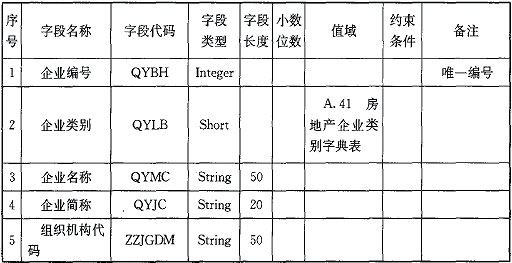 序号 字段名称 字段代码 字段类型 字段长度 小数位数 值域 约束条件 备注
1 企业编号 QYBH Integer 唯一编号
2 企业类别 QYLB Short A.41 房地产企业类别字典表
3 企业名称 QYMC String 50
4 企业简称 QYJC String 20
5 组织机构代码 ZZJGDM String 50